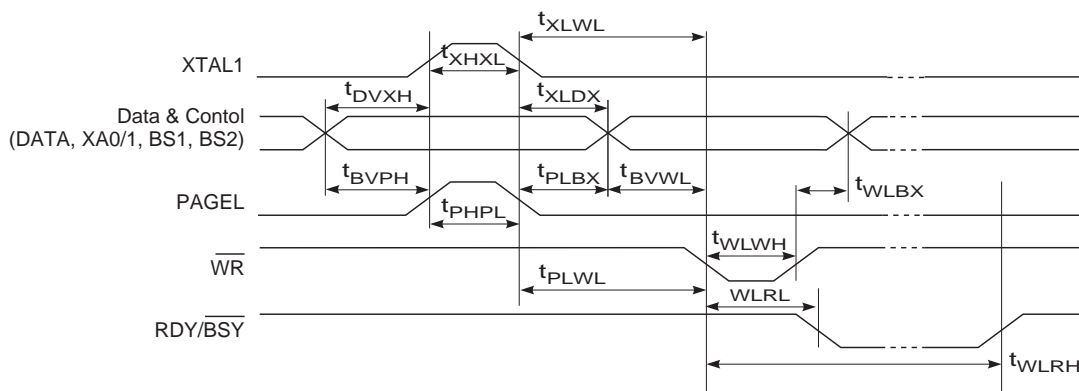 tXLWL
XTAL1
tXHXL
tDVXH
tXLDX
Data & Contol
(DATA, XA0/1, BS1, BS2)
tBVPH
tPLBX
tBVWL
tWLBX
PAGEL
tPHPL
tWLWH
WR
tPLWL
WLRL
RDY/BSY
tWLRH